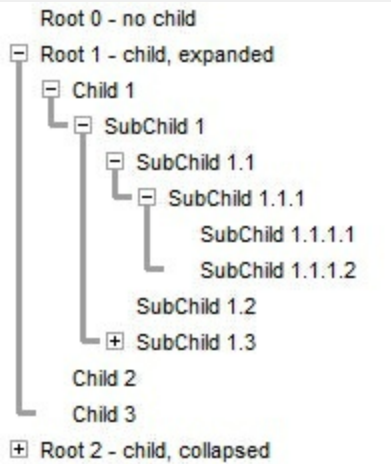 Root 0 - no child
Root 1 - child, expanded
Child 1
SubChild 1
SubChild 1.1
SubChild 1.1.1
SubChild 1.1.1.1
SubChild 1.1.1.2
SubChild 1.2
SubChild 1.3
Child 2
Child 3
Root 2 - child, collapsed